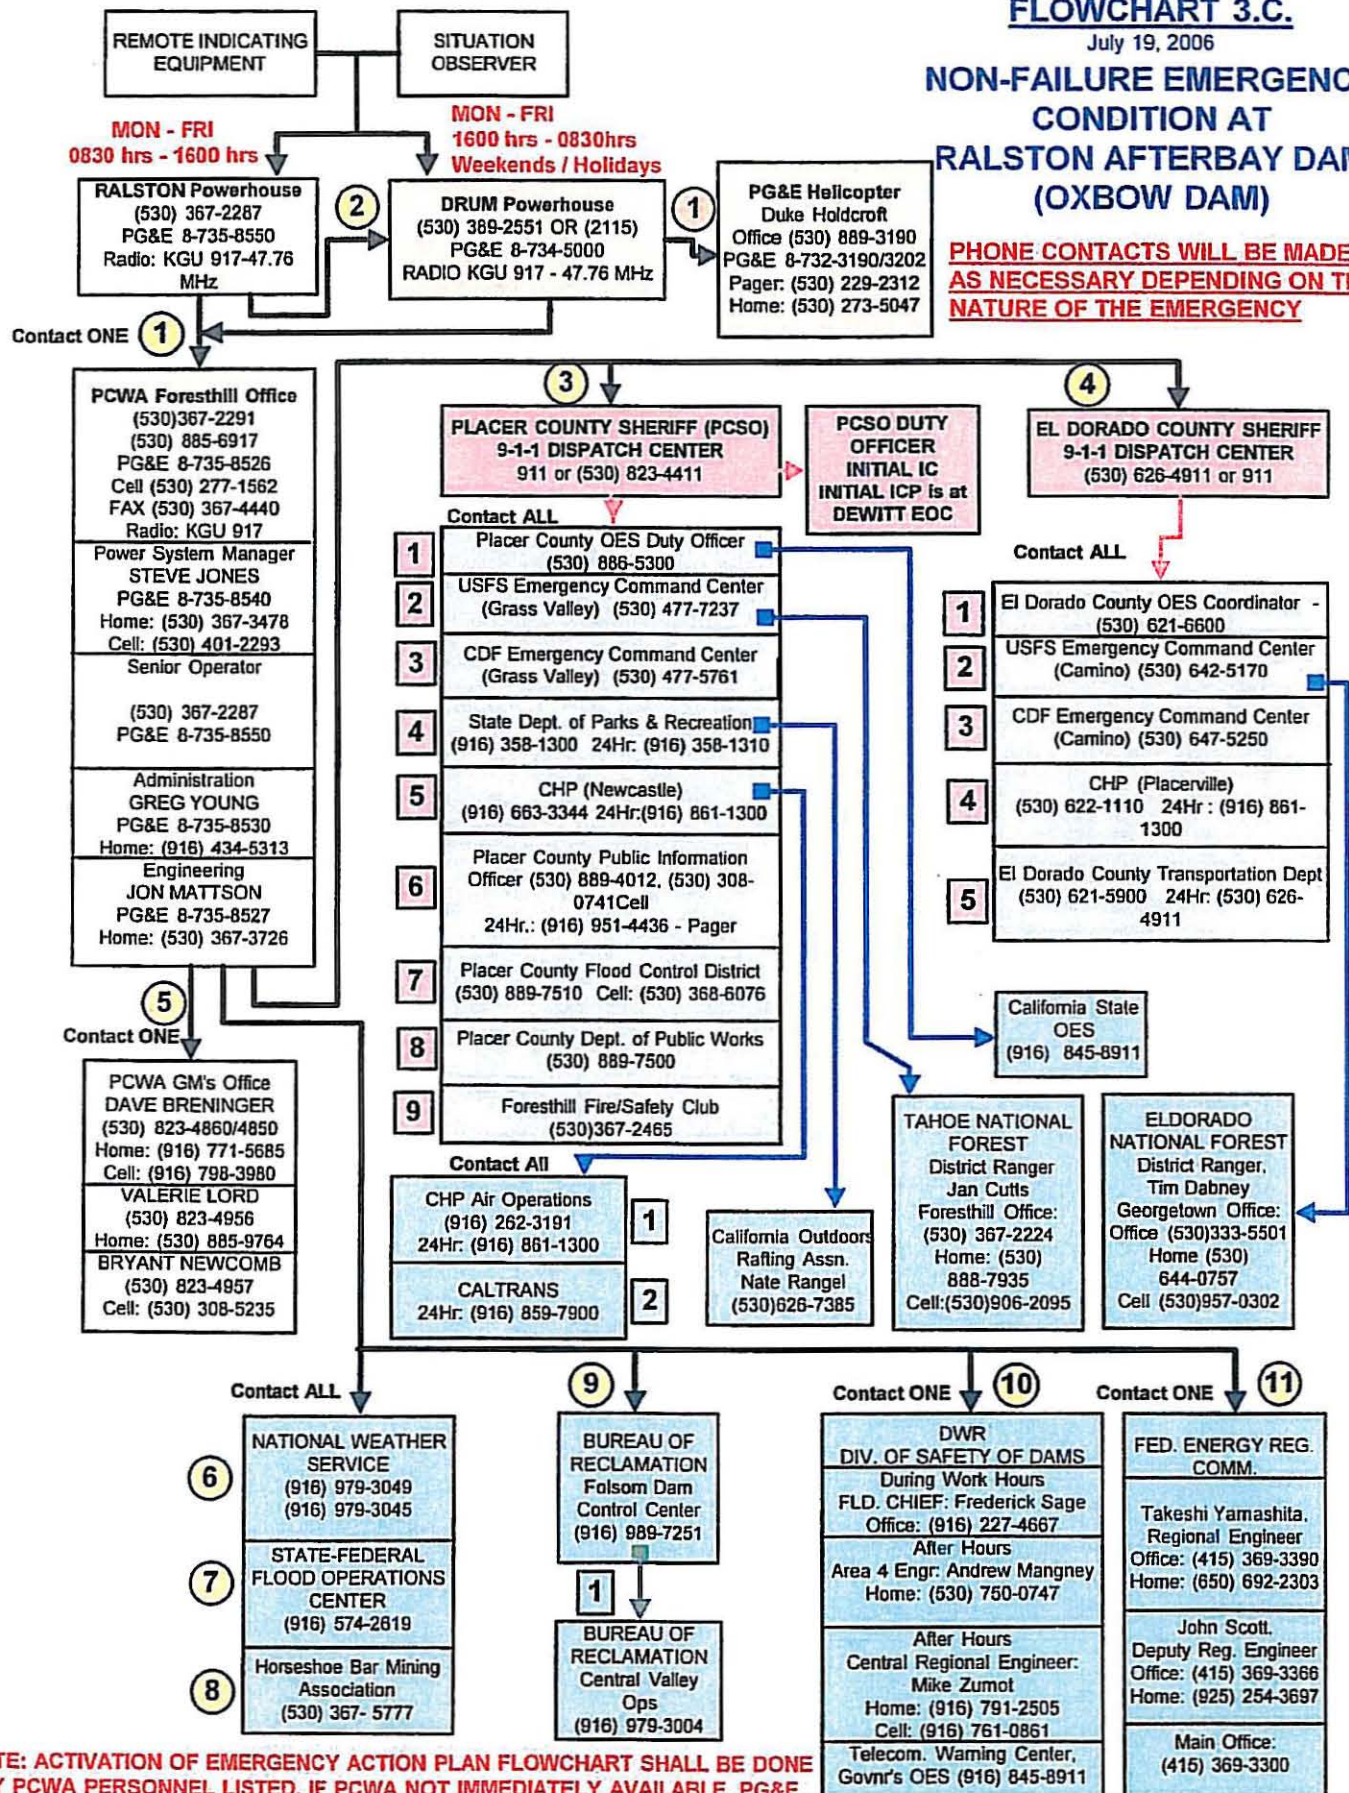 FLOWCHART 3.C.
July 19, 2006
NON-FAILURE EMERGENC
CONDITION AT
RALSTON AFTERBAY DAM
(OXBOW DAM)
PHONE CONTACTS WILL BE MADE
AS NECESSARY DEPENDING ON TH
NATURE OF THE EMERGENCY
REMOTE INDICATING
EQUIPMENT
SITUATION
OBSERVER
MON - FRI
0830 hrs - 1600 hrs
MON - FRI
1600 hrs - 0830hrs
Weekends / Holidays
RALSTON Powerhouse
(530) 367-2287
PG&E 8-735-8550
Radio: KGU 917-47.76
MHz
2
DRUM Powerhouse
(530) 389-2551 OR (2115)
PG&E 8-734-5000
RADIO KGU 917 - 47.76 MHz
1
PG&E Helicopter
Duke Holdcroft
Office (530) 889-3190
PG&E 8-732-3190/3202
Pager: (530) 229-2312
Home: (530) 273-5047
Contact ONE
1
PCWA Foresthill Office
(530)367-2291
(530) 885-6917
PG&E 8-735-8526
Cell (530) 277-1562
FAX (530) 367-4440
Radio: KGU 917
Power System Manager
STEVE JONES
PG&E 8-735-8540
Home: (530) 367-3478
Cell: (530) 401-2293
Senior Operator
(530) 367-2287
PG&E 8-735-8550
Administration
GREG YOUNG
PG&E 8-735-8530
Home: (916) 434-5313
Engineering
JON MATTSON
PG&E 8-735-8527
Home: (530) 367-3726
3
PLACER COUNTY SHERIFF (PCSO)
9-1-1 DISPATCH CENTER
911 or (530) 823-4411
PCSO DUTY
OFFICER
INITIAL IC
INITIAL ICP is at
DEWITT EOC
4
EL DORADO COUNTY SHERIFF
9-1-1 DISPATCH CENTER
(530) 626-4911 or 911
Contact ALL
1
Placer County OES Duty Officer
(530) 886-5300
2
USFS Emergency Command Center
(Grass Valley) (530) 477-7237
3
CDF Emergency Command Center
(Grass Valley) (530) 477-5761
4
State Dept. of Parks & Recreation
(916) 358-1300 24Hr: (916) 358-1310
5
CHP (Newcastle)
(916) 663-3344 24Hr:(916) 861-1300
6
Placer County Public Information
Officer (530) 889-4012, (530) 308-
0741Cell
24Hr.: (916) 951-4436 - Pager
7
Placer County Flood Control District
(530) 889-7510 Cell: (530) 368-6076
8
Placer County Dept. of Public Works
(530) 889-7500
9
Foresthill Fire/Safety Club
(530)367-2465
Contact ALL
1
El Dorado County OES Coordinator -
(530) 621-6600
2
USFS Emergency Command Center
(Camino) (530) 642-5170
3
CDF Emergency Command Center
(Camino) (530) 647-5250
4
CHP (Placerville)
(530) 622-1110 24Hr : (916) 861-
1300
5
El Dorado County Transportation Dept
(530) 621-5900 24Hr: (530) 626-
4911
5
Contact ONE
PCWA GM's Office
DAVE BRENINGER
(530) 823-4860/4850
Home: (916) 771-5685
Cell: (916) 798-3980
VALERIE LORD
(530) 823-4956
Home: (530) 885-9764
BRYANT NEWCOMB
(530) 823-4957
Cell: (530) 308-5235
Contact All
CHP Air Operations
(916) 262-3191
24Hr: (916) 861-1300
1
CALTRANS
24Hr: (916) 859-7900
2
California Outdoors
Rafting Assn.
Nate Rangel
(530)626-7385
California State
OES
(916) 845-8911
TAHOE NATIONAL
FOREST
District Ranger
Jan Cutts
Foresthill Office:
(530) 367-2224
Home: (530)
888-7935
Cell:(530)906-2095
ELDORADO
NATIONAL FOREST
District Ranger,
Tim Dabney
Georgetown Office:
Office (530)333-5501
Home (530)
644-0757
Cell (530)957-0302
Contact ALL
6
NATIONAL WEATHER
SERVICE
(916) 979-3049
(916) 979-3045
7
STATE-FEDERAL
FLOOD OPERATIONS
CENTER
(916) 574-2619
8
Horseshoe Bar Mining
Association
(530) 367- 5777
9
BUREAU OF
RECLAMATION
Folsom Dam
Control Center
(916) 989-7251
1
BUREAU OF
RECLAMATION
Central Valley
Ops
(916) 979-3004
Contact ONE
10
DWR
DIV. OF SAFETY OF DAMS
During Work Hours
FLD. CHIEF: Frederick Sage
Office: (916) 227-4667
After Hours
Area 4 Engr: Andrew Mangney
Home: (530) 750-0747
After Hours
Central Regional Engineer:
Mike Zumot
Home: (916) 791-2505
Cell: (916) 761-0861
Telecom. Warning Center,
Govnr's OES (916) 845-8911
Contact ONE
11
FED. ENERGY REG.
COMM.
Takeshi Yamashita,
Regional Engineer
Office: (415) 369-3390
Home: (650) 692-2303
John Scott,
Deputy Reg. Engineer
Office: (415) 369-3366
Home: (925) 254-3697
Main Office:
(415) 369-3300
TE: ACTIVATION OF EMERGENCY ACTION PLAN FLOWCHART SHALL BE DONE
Y PCWA PERSONNEL LISTED. IF PCWA NOT IMMEDIATELY AVAILABLE, PG&E